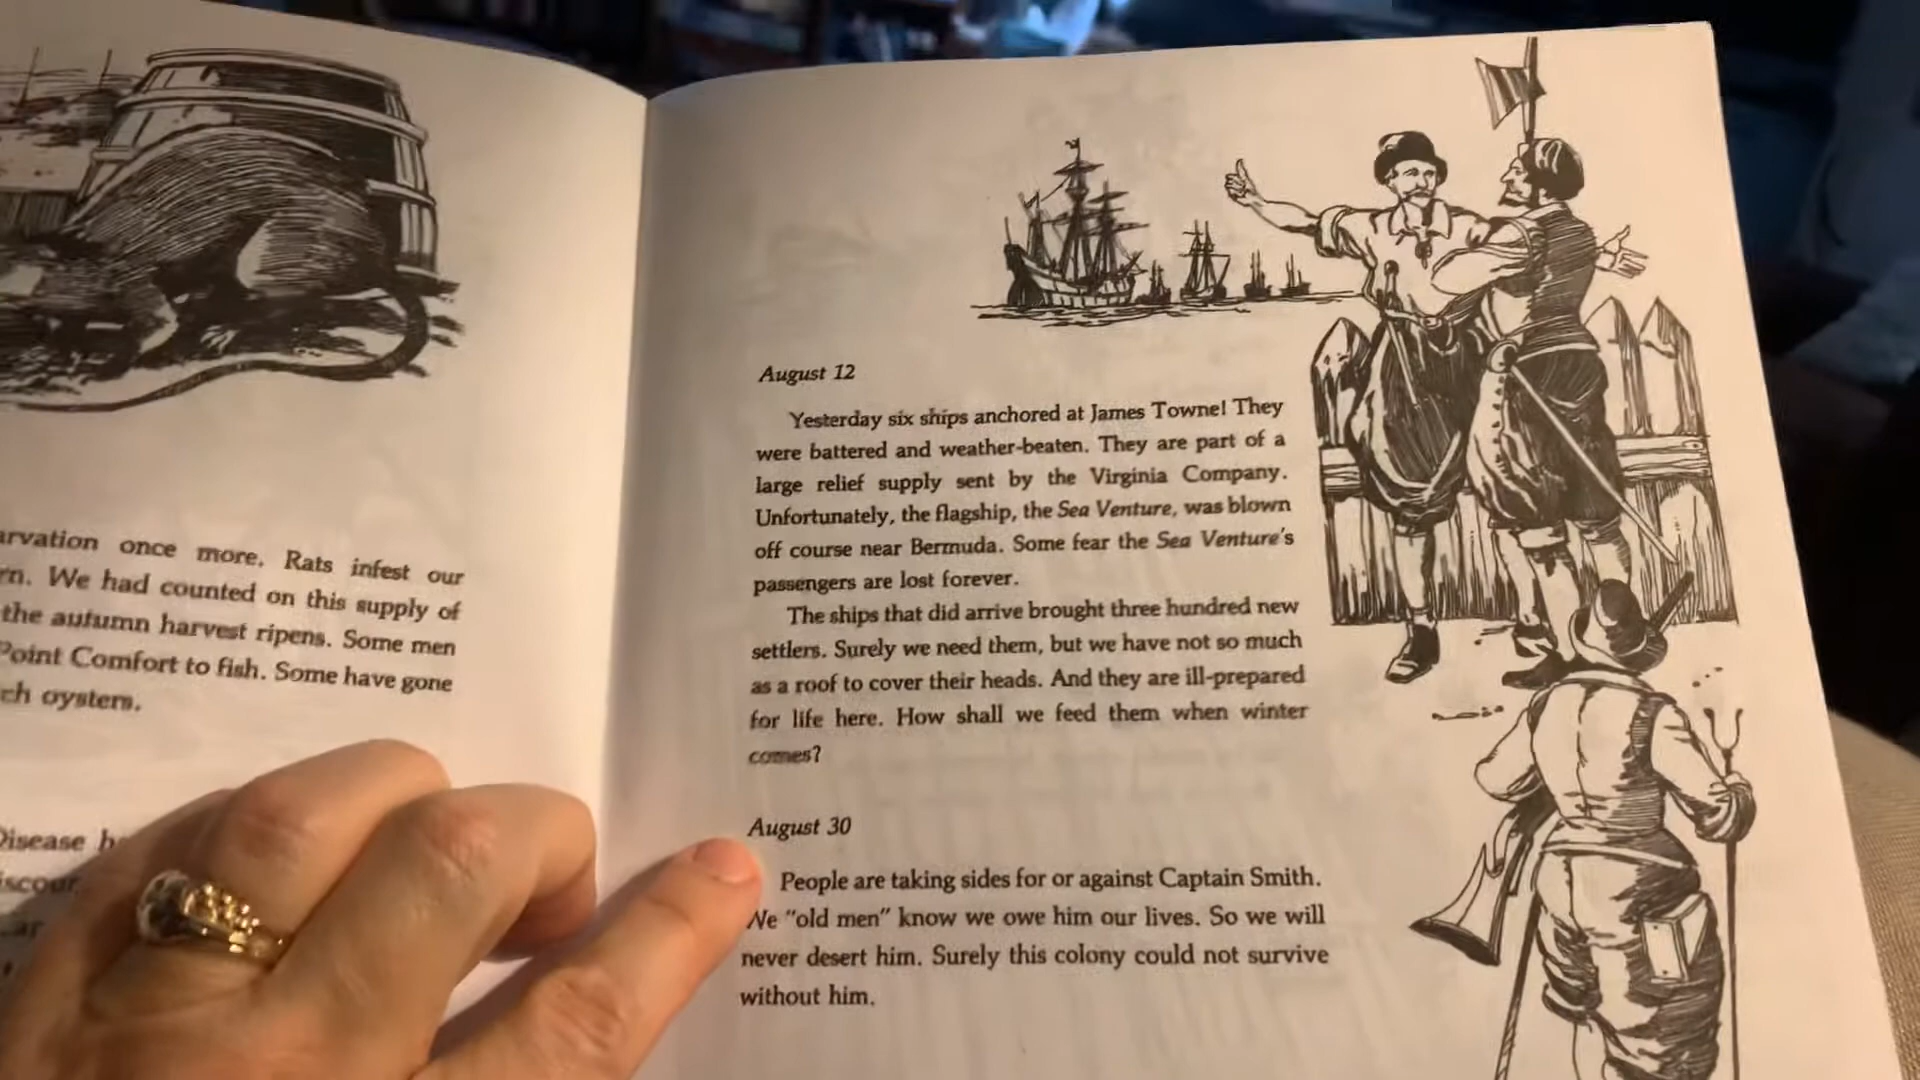 arvation once more. Rats infest our
rn. We had counted on this supply of
the autumn harvest ripens. Some men
Point Comfort to fish. Some have gone
ch oysters.
Disease
August 12
Yesterday six ships anchored at James Towne! They
were battered and weather-beaten. They are part of a
large relief supply sent by the Virginia Company.
Unfortunately, the flagship, the Sea Venture, was blown
off course near Bermuda. Some fear the Sea Venture's
passengers are lost forever.
The ships that did arrive brought three hundred new
settlers. Surely we need them, but we have not so much
as a roof to cover their heads. And they are ill-prepared
for life here. How shall we feed them when winter
comes?
August 30
People are taking sides for or against Captain Smith.
We "old men" know we owe him our lives. So we will
never desert him. Surely this colony could not survive
without him.